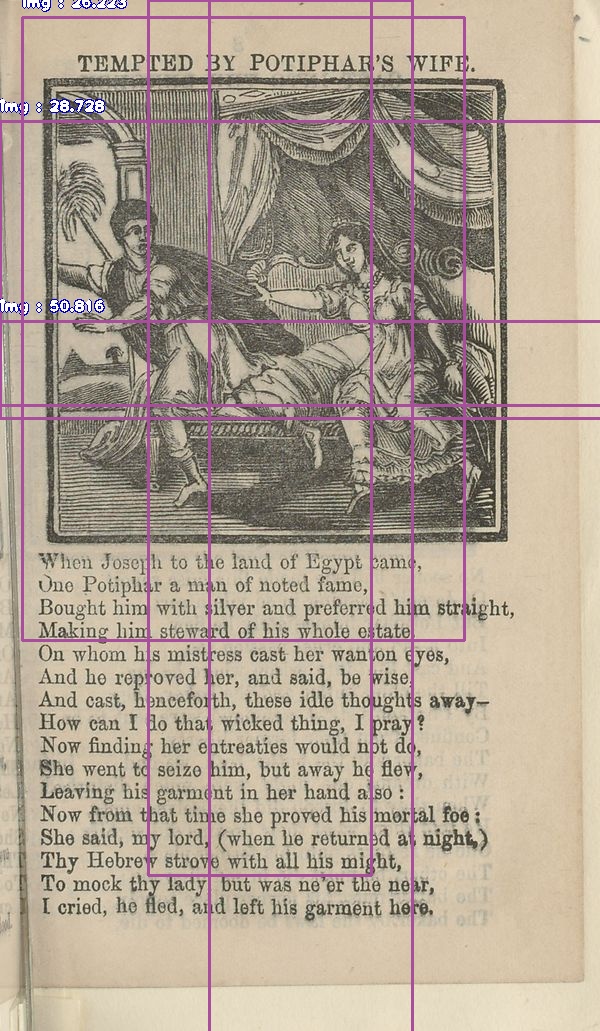 Img : 26.223
TEMPTED BY POTIPHAR'S WIFE.
Img : 28.728
Img : 50.816
When Joseph to the land of Egypt came,
One Potiphar a man of noted fame,
Bought him with silver and preferred him straight,
Making him steward of his whole estate
On whom his mistress cast her wanton eyes,
And he reproved her, and said, be wise
And cast, henceforth, these idle thoughts away—
How can I do that wicked thing, I pray?
Now finding her entreaties would not do,
She went to seize him, but away he flew,
Leaving his garment in her hand also :
Now from that time she proved his mortal foe ;
She said, my lord, (when he returned at night,)
Thy Hebrew strove with all his might,
To mock thy lady, but was ne'er the near,
I cried, he fled, and left his garment here.